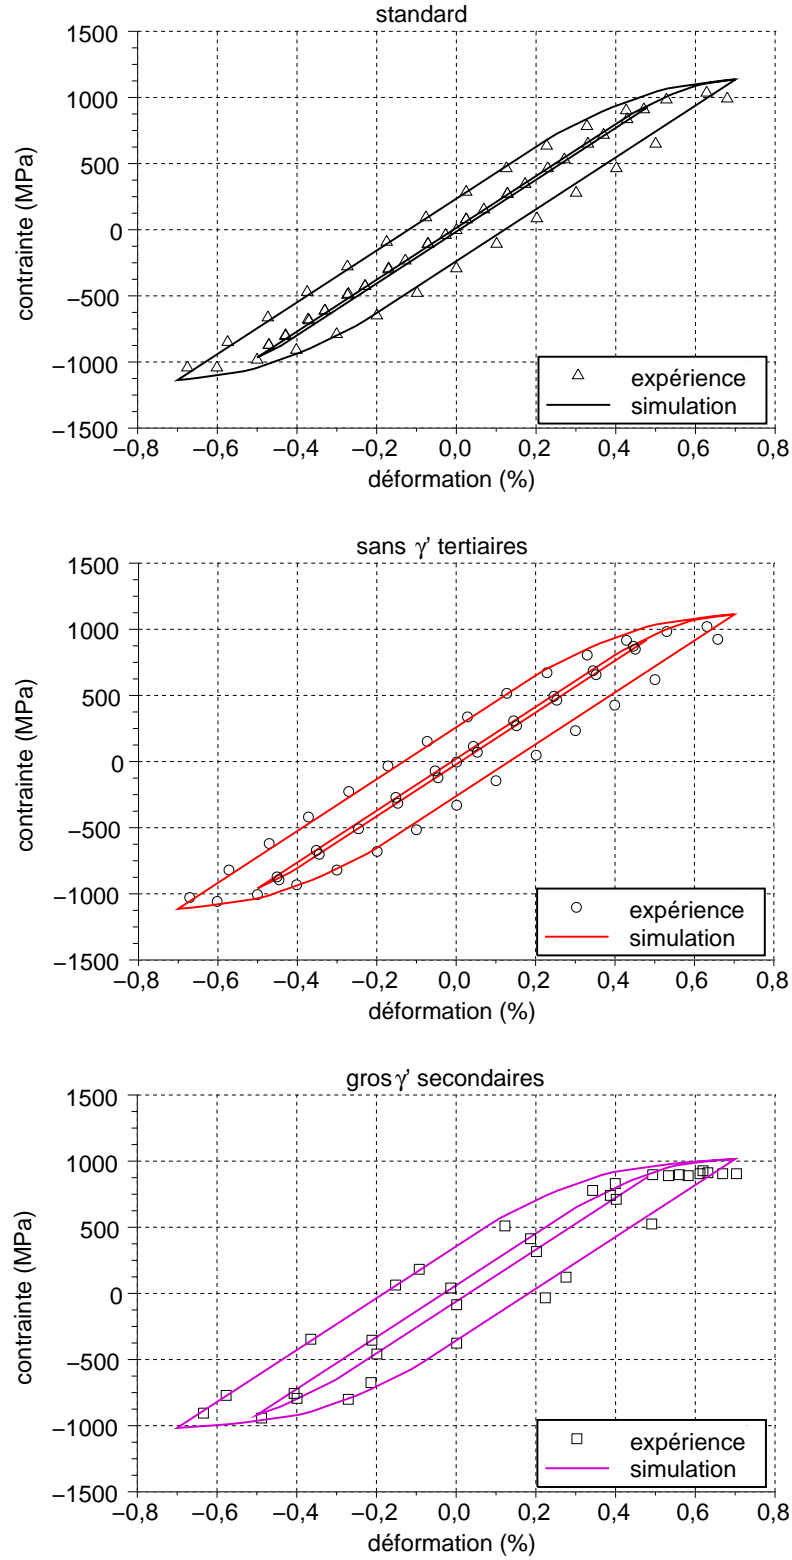 standard
1500
1000
500
0
−500
−1000
−1500
contrainte (MPa)
expérience
simulation
−0,8 −0,6 −0,4 −0,2 0,0 0,2 0,4 0,6 0,8
déformation (%)
sans γ' tertiaires
1500
1000
500
0
−500
−1000
−1500
contrainte (MPa)
expérience
simulation
−0,8 −0,6 −0,4 −0,2 0,0 0,2 0,4 0,6 0,8
déformation (%)
gros γ' secondaires
1500
1000
500
0
−500
−1000
−1500
contrainte (MPa)
expérience
simulation
−0,8 −0,6 −0,4 −0,2 0,0 0,2 0,4 0,6 0,8
déformation (%)